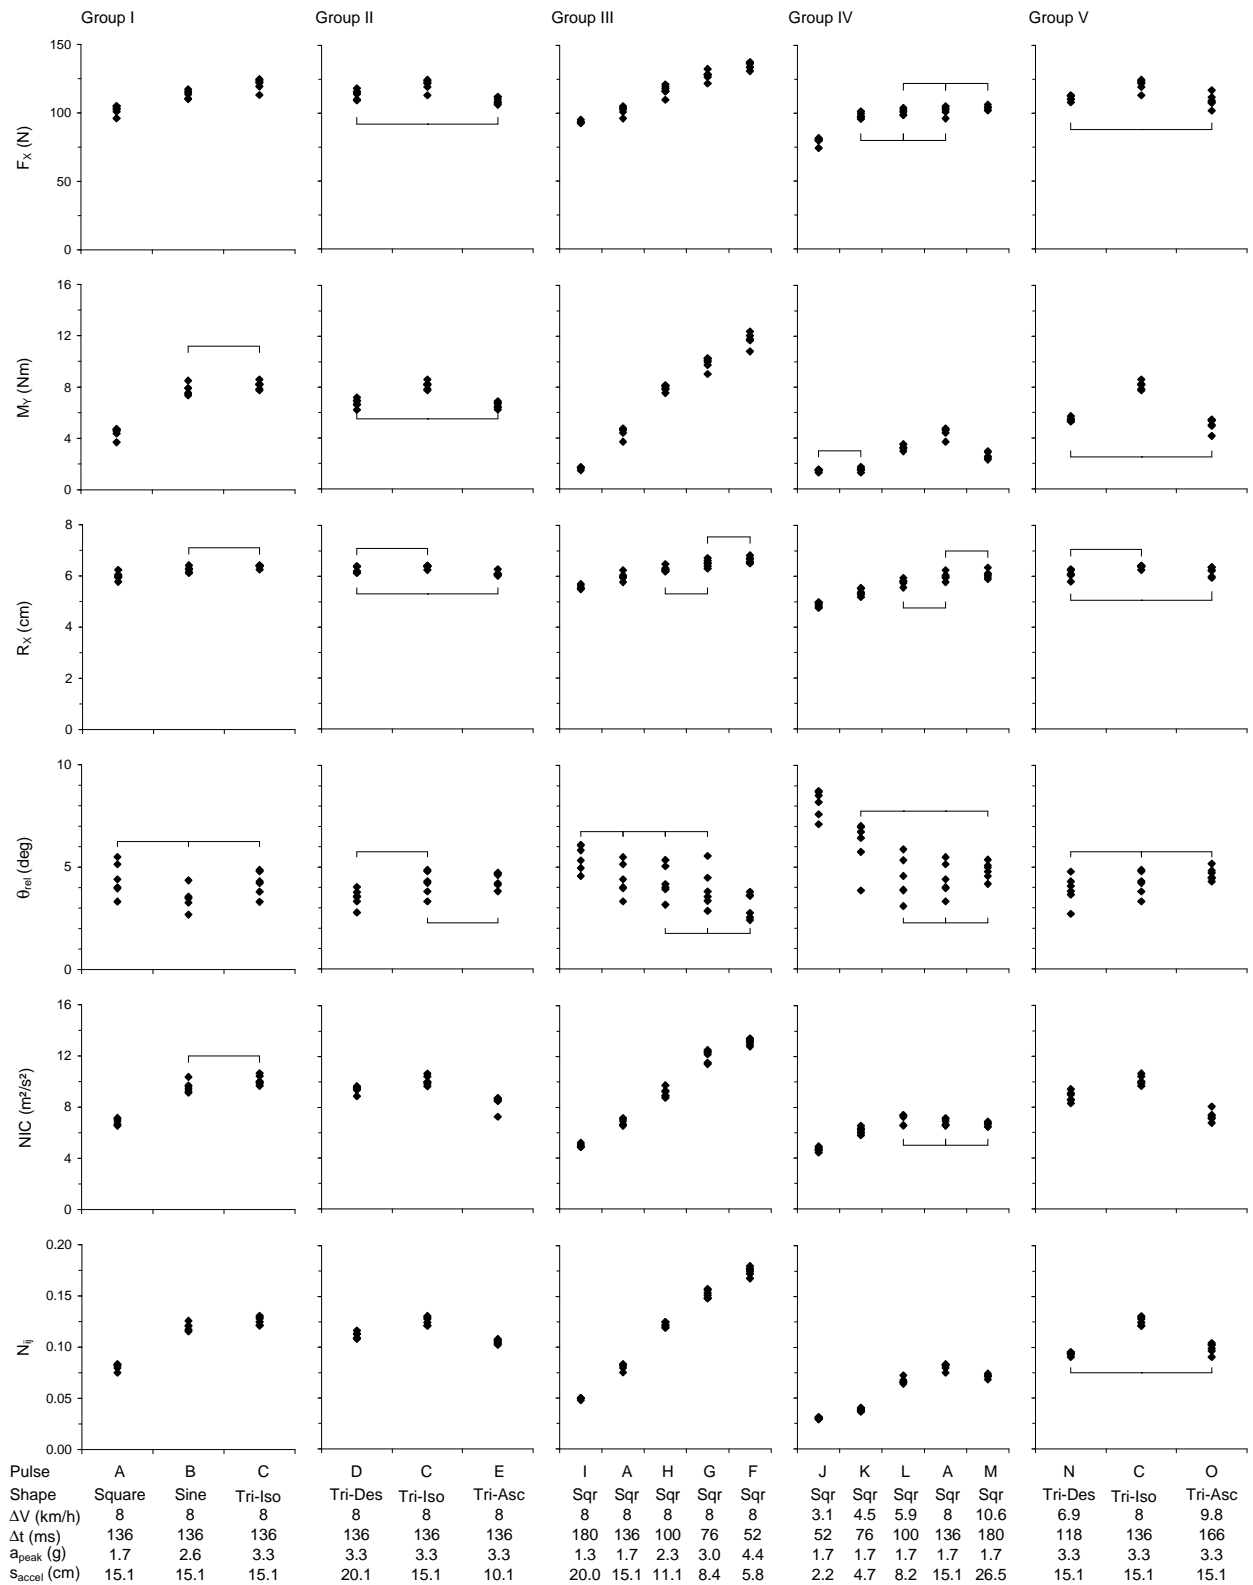 Group I Group II Group III Group IV Group V
150
100
50
0
F_X (N)
16
12
8
4
0
M_Y (Nm)
8
6
4
2
0
R_X (cm)
10
5
0
θ_rel (deg)
16
12
8
4
0
NIC (m²/s²)
0.20
0.15
0.10
0.05
0.00
N_ij
Pulse A B C D C E I A H G F J K L A M N C O
Shape Square Sine Tri-Iso Tri-Des Tri-Iso Tri-Asc Sqr Sqr Sqr Sqr Sqr Sqr Sqr Sqr Sqr Sqr Tri-Des Tri-Iso Tri-Asc
ΔV (km/h) 8 8 8 8 8 8 8 8 8 8 8 3.1 4.5 5.9 8 10.6 6.9 8 9.8
Δt (ms) 136 136 136 136 136 136 180 136 100 76 52 52 76 100 136 180 118 136 166
a_peak (g) 1.7 2.6 3.3 3.3 3.3 3.3 1.3 1.7 2.3 3.0 4.4 1.7 1.7 1.7 1.7 1.7 3.3 3.3 3.3
s_accel (cm) 15.1 15.1 15.1 20.1 15.1 10.1 20.0 15.1 11.1 8.4 5.8 2.2 4.7 8.2 15.1 26.5 15.1 15.1 15.1